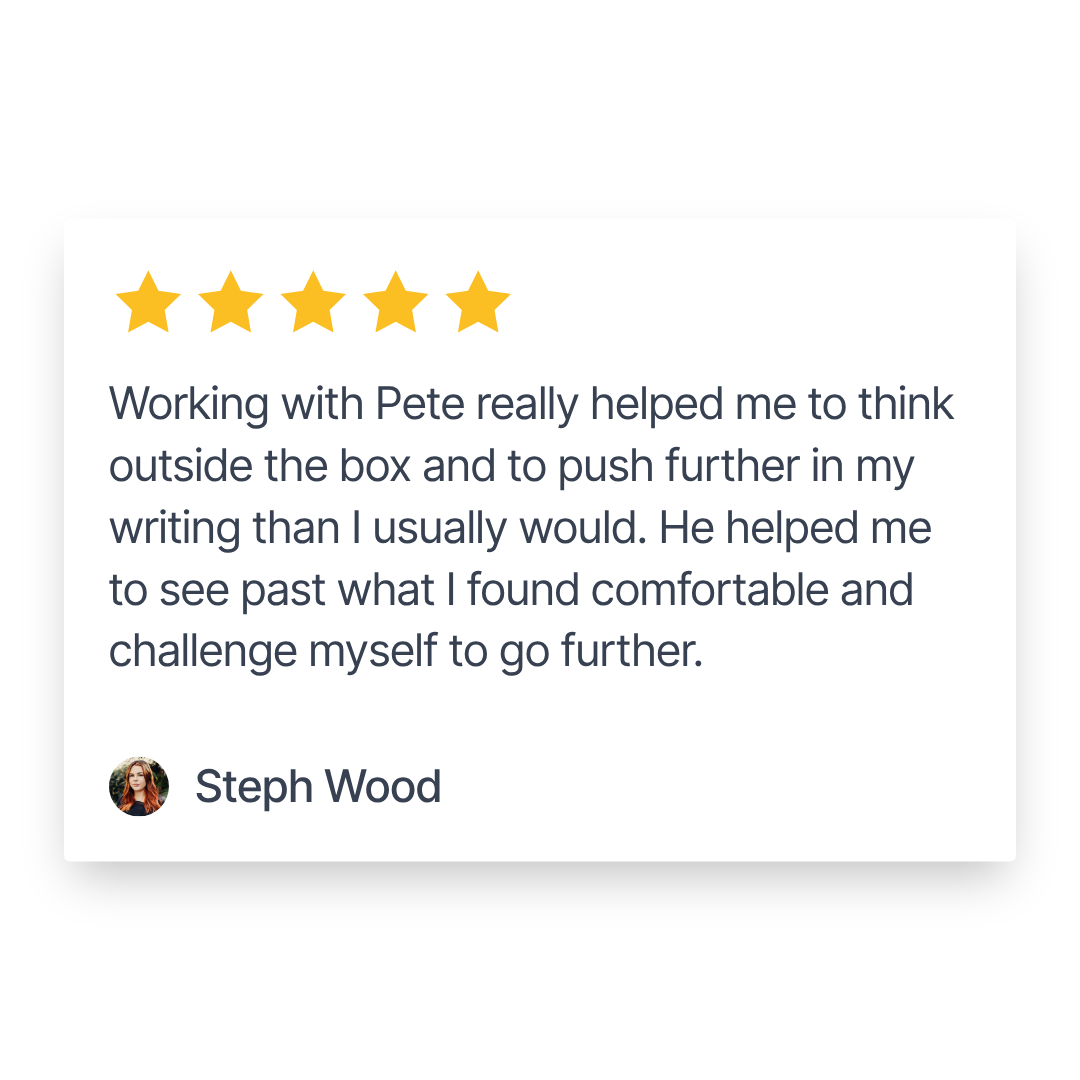 Working with Pete really helped me to think
outside the box and to push further in my
writing than I usually would. He helped me
to see past what I found comfortable and
challenge myself to go further.
Steph Wood